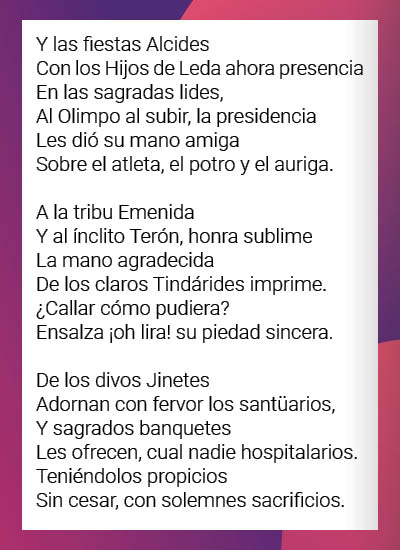 Y las fiestas Alcides
Con los Hijos de Leda ahora presencia
En las sagradas lides,
Al Olimpo al subir, la presidencia
Les dió su mano amiga
Sobre el atleta, el potro y el auriga.

A la tribu Emenida
Y al ínclito Terón, honra sublime
La mano agradecida
De los claros Tindárides imprime.
¿Callar cómo pudiera?
Ensalza ¡oh lira! su piedad sincera.

De los divos Jinetes
Adornan con fervor los santüarios,
Y sagrados banquetes
Les ofrecen, cual nadie hospitalarios.
Teniéndolos propicios
Sin cesar, con solemnes sacrificios.